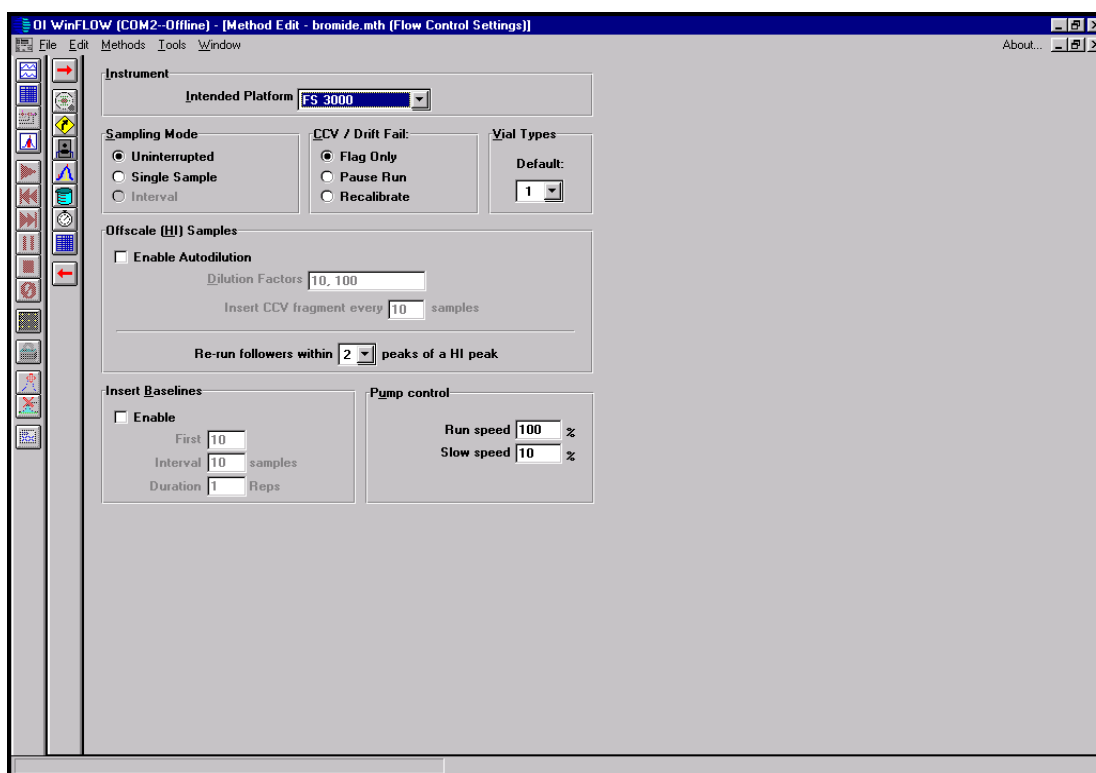 OI WinFLOW (COM2--Offline) - [Method Edit - bromide.mth (Flow Control Settings)]
File Edit Methods Tools Window About...
Instrument
Intended Platform FS 3000
Sampling Mode
Uninterrupted
Single Sample
Interval
CCV / Drift Fail:
Flag Only
Pause Run
Recalibrate
Vial Types
Default:
1
Offscale (HI) Samples
Enable Autodilution
Dilution Factors 10, 100
Insert CCV fragment every 10 samples
Re-run followers within 2 peaks of a HI peak
Insert Baselines
Enable
First 10
Interval 10 samples
Duration 1 Reps
Pump control
Run speed 100 %
Slow speed 10 %